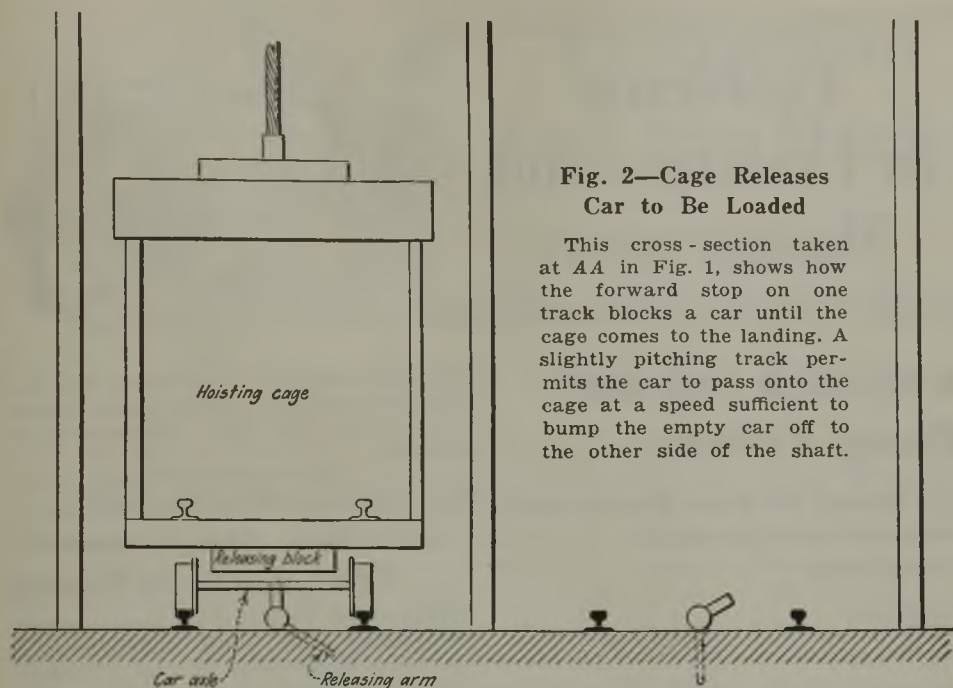 Fig. 2—Cage Releases
Car to Be Loaded
This cross-section taken
at AA in Fig. 1, shows how
the forward stop on one
track blocks a car until the
cage comes to the landing. A
slightly pitching track per-
mits the car to pass onto the
cage at a speed sufficient to
bump the empty car off to
the other side of the shaft.
Hoisting cage
Releasing block
Car axle
Releasing arm